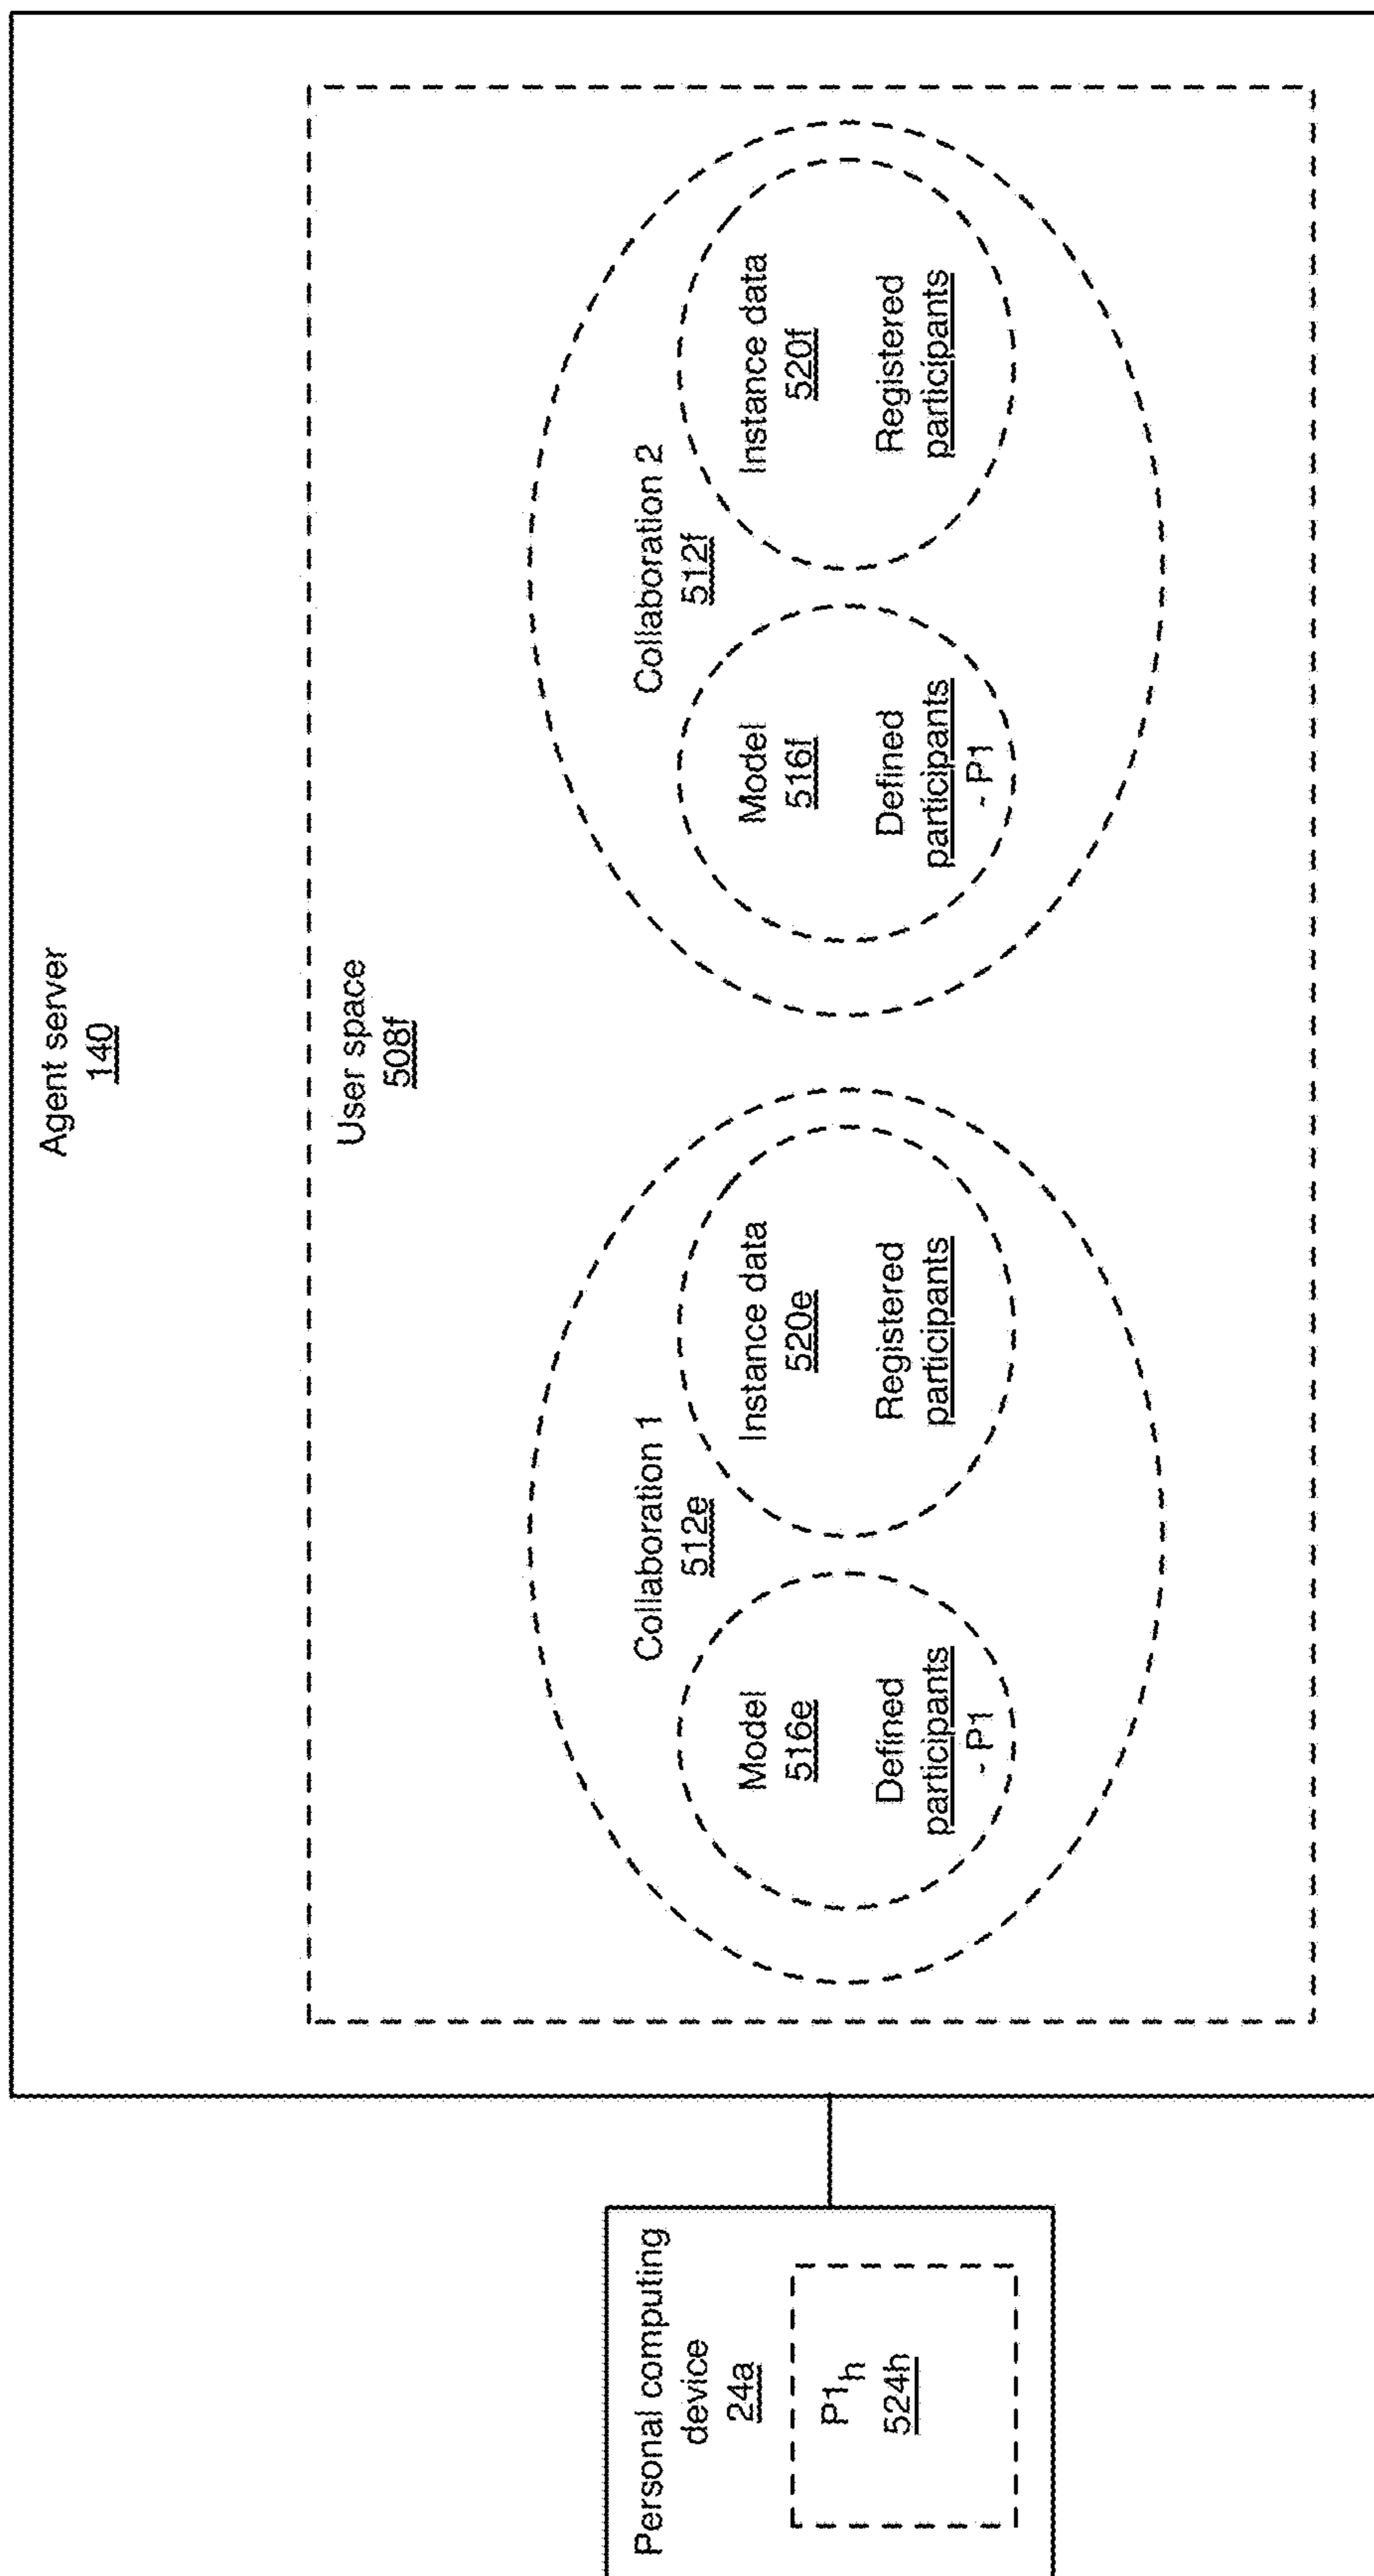 Agent server
140
User space
508f
Collaboration 1
512e
Model
516e
Defined
participants
- P1
Instance data
520e
Registered
participants
Collaboration 2
512f
Model
516f
Defined
participants
- P1
Instance data
520f
Registered
participants
Personal computing
device
24a
P1h
524h